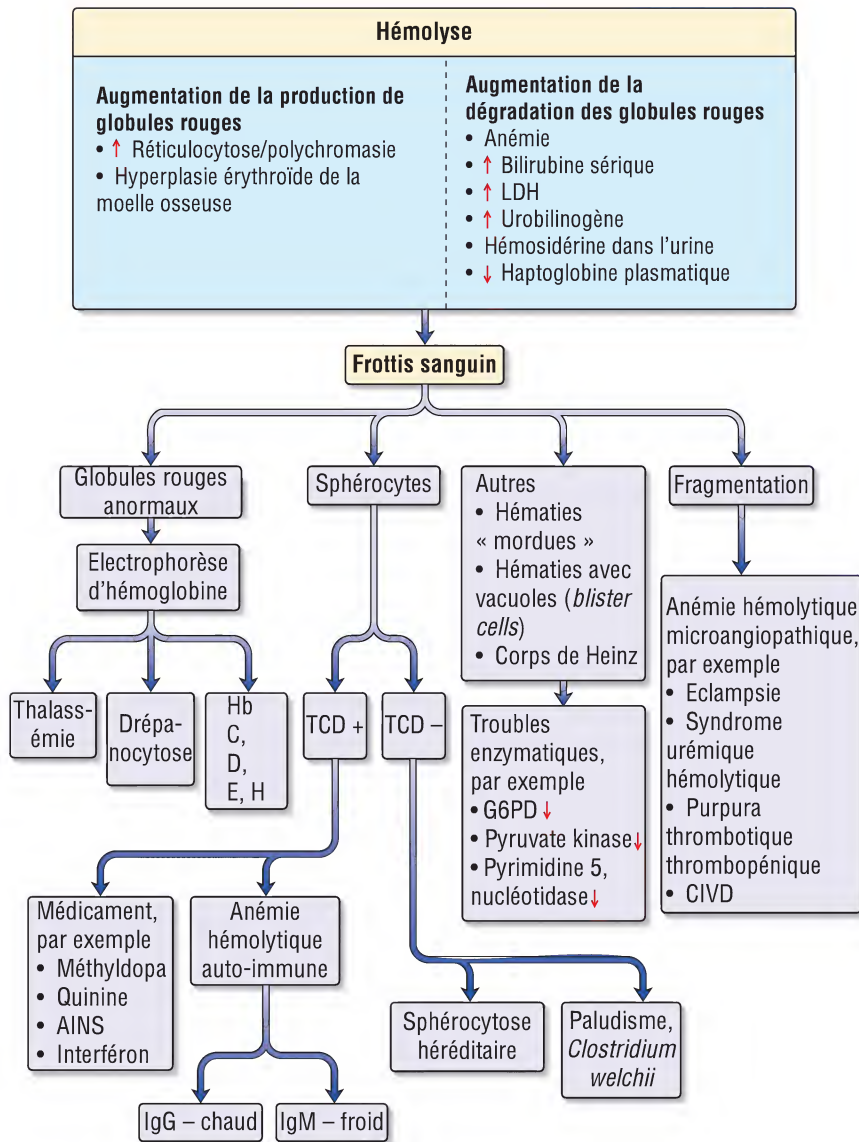 Hémolyse
Augmentation de la production de
globules rouges
• ↑ Réticulocytose/polychromasie
• Hyperplasie érythroïde de la
moelle osseuse
Augmentation de la
dégradation des globules rouges
• Anémie
• ↑ Bilirubine sérique
• ↑ LDH
• ↑ Urobilinogène
• Hémosidérine dans l'urine
• ↓ Haptoglobine plasmatique
Frottis sanguin
Globules rouges
anormaux
Sphérocytes
Autres
• Hématies
« mordues »
• Hématies avec
vacuoles (blister
cells)
• Corps de Heinz
Fragmentation
Electrophorèse
d'hémoglobine
Anémie hémolytique
microangiopathique,
par exemple
• Eclampsie
• Syndrome
urémique
hémolytique
• Purpura
thrombotique
thrombopénique
• CIVD
Thalass-
émie
Drépa-
nocytose
Hb
C,
D,
E, H
TCD +
TCD –
Troubles
enzymatiques,
par exemple
• G6PD ↓
• Pyruvate kinase ↓
• Pyrimidine 5,
nucléotidase ↓
Médicament,
par exemple
• Méthyldopa
• Quinine
• AINS
• Interféron
Anémie
hémolytique
auto-immune
Sphérocytose
héréditaire
Paludisme,
Clostridium
welchii
IgG – chaud
IgM – froid